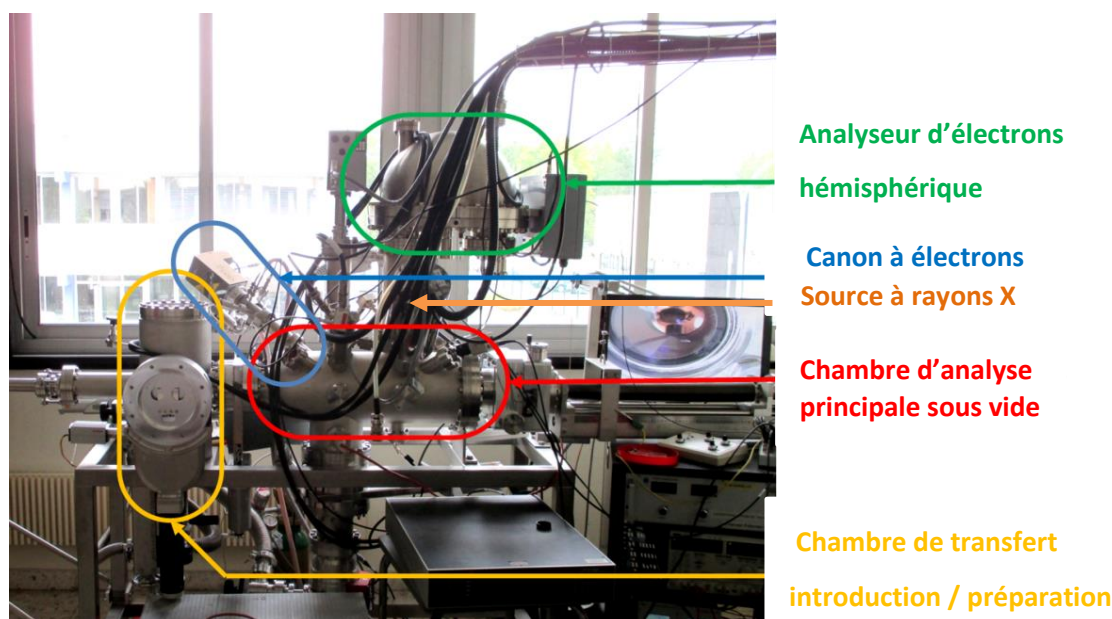 Analyseur d'électrons
hémisphérique
Canon à électrons
Source à rayons X
Chambre d'analyse
principale sous vide
Chambre de transfert
introduction / préparation